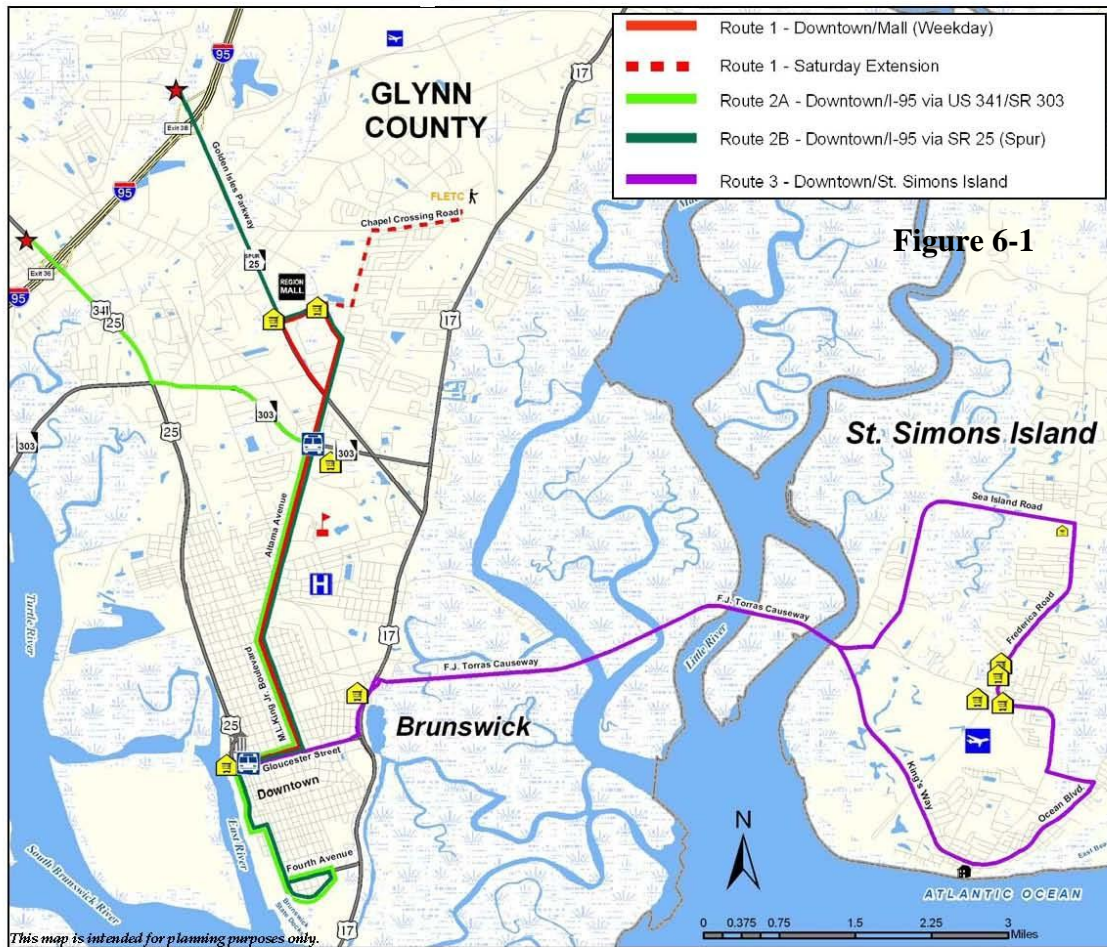 Route 1 - Downtown/Mall (Weekday)
Route 1 - Saturday Extension
Route 2A - Downtown/I-95 via US 341/SR 303
Route 2B - Downtown/I-95 via SR 25 (Spur)
Route 3 - Downtown/St. Simons Island
Figure 6-1
GLYNN
COUNTY
95
17
Exit 38
95
Golden Isles Parkway
FLETC
Chapel Crossing Road
SPUR
25
Exit 36
95
REGION
MALL
341
25
17
303
303
303
25
St. Simons Island
Sea Island Road
Altama Avenue
H
Frederica Road
F.J. Torras Causeway
Turtle River
17
F.J. Torras Causeway
Little River
M.L. King Jr. Boulevard
25
Brunswick
Gloucester Street
Downtown
King's Way
Ocean Blvd.
East River
South Brunswick River
Fourth Avenue
N
17
ATLANTIC OCEAN
0 0.375 0.75 1.5 2.25 3
Miles
This map is intended for planning purposes only.